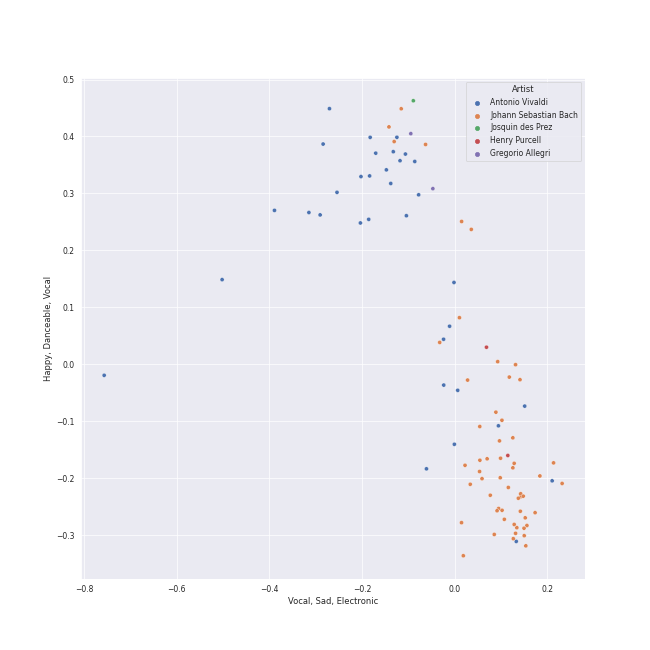 Artist
Antonio Vivaldi
Johann Sebastian Bach
Josquin des Prez
Henry Purcell
Gregorio Allegri
0.5
0.4
0.3
0.2
0.1
0.0
−0.1
−0.2
−0.3
Happy, Danceable, Vocal
−0.8
−0.6
−0.4
−0.2
0.0
0.2
Vocal, Sad, Electronic